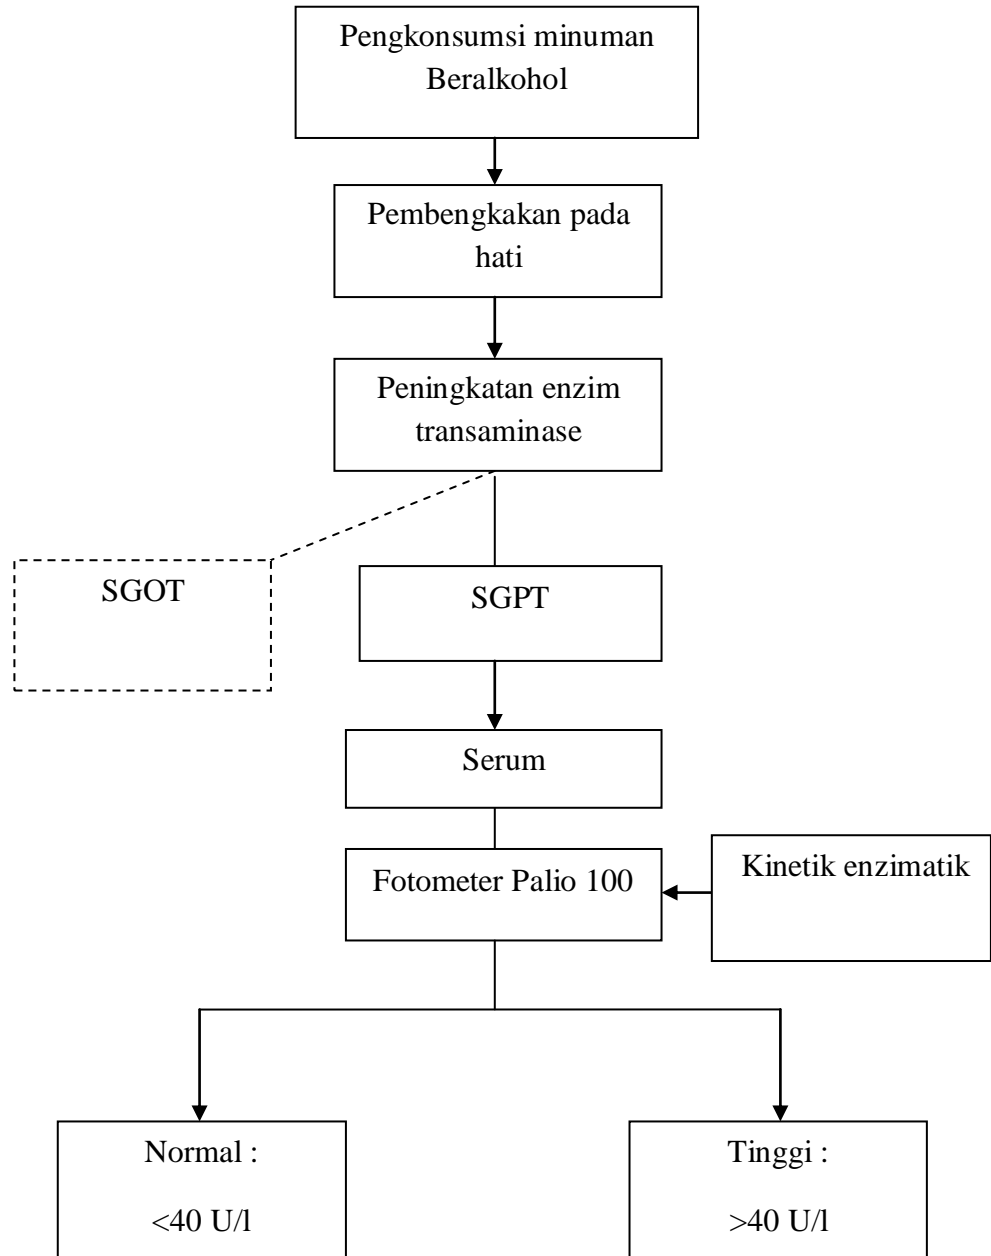 Pengkonsumsi minuman
Beralkohol
Pembengkakan pada
hati
Peningkatan enzim
transaminase
SGOT
SGPT
Serum
Fotometer Palio 100
Kinetik enzimatik
Normal :
<40 U/l
Tinggi :
>40 U/l